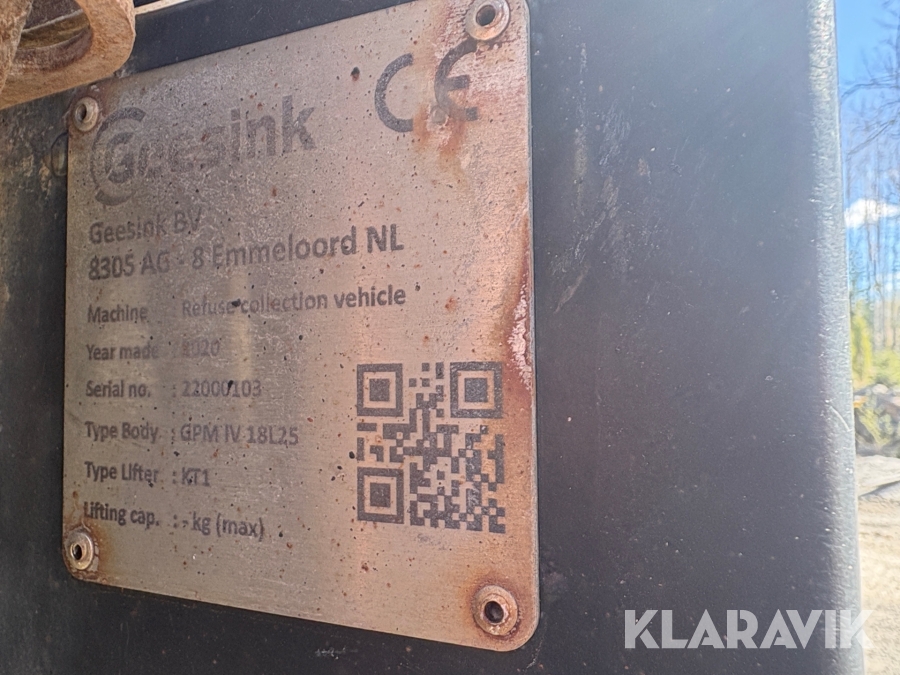 Geesink
CE
Geesink BV
8305 AG - 8 Emmeloord NL
Machine : Refuse collection vehicle
Year made : 2020
Serial no. : 22000103
Type Body : GPM IV 18L25
Type Lifter : KT1
Lifting cap. : - kg (max)
KLARAVIK